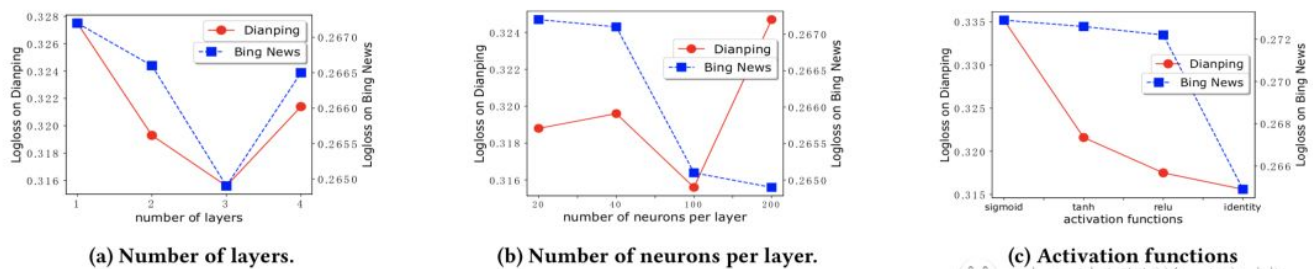 0.328
0.326
0.324
0.322
0.320
0.318
0.316
Logloss on Dianping
Dianping
Bing News
0.2670
0.2665
0.2660
0.2655
0.2650
Logloss on Bing News
1 2 3 4
number of layers
(a) Number of layers.
0.324
0.322
0.320
0.318
0.316
Logloss on Dianping
Dianping
Bing News
0.2670
0.2665
0.2660
0.2655
0.2650
Logloss on Bing News
20 40 100 200
number of neurons per layer
(b) Number of neurons per layer.
0.335
0.330
0.325
0.320
0.315
Logloss on Dianping
Dianping
Bing News
0.272
0.270
0.268
0.266
Logloss on Bing News
sigmoid tanh relu identity
activation functions
(c) Activation functions